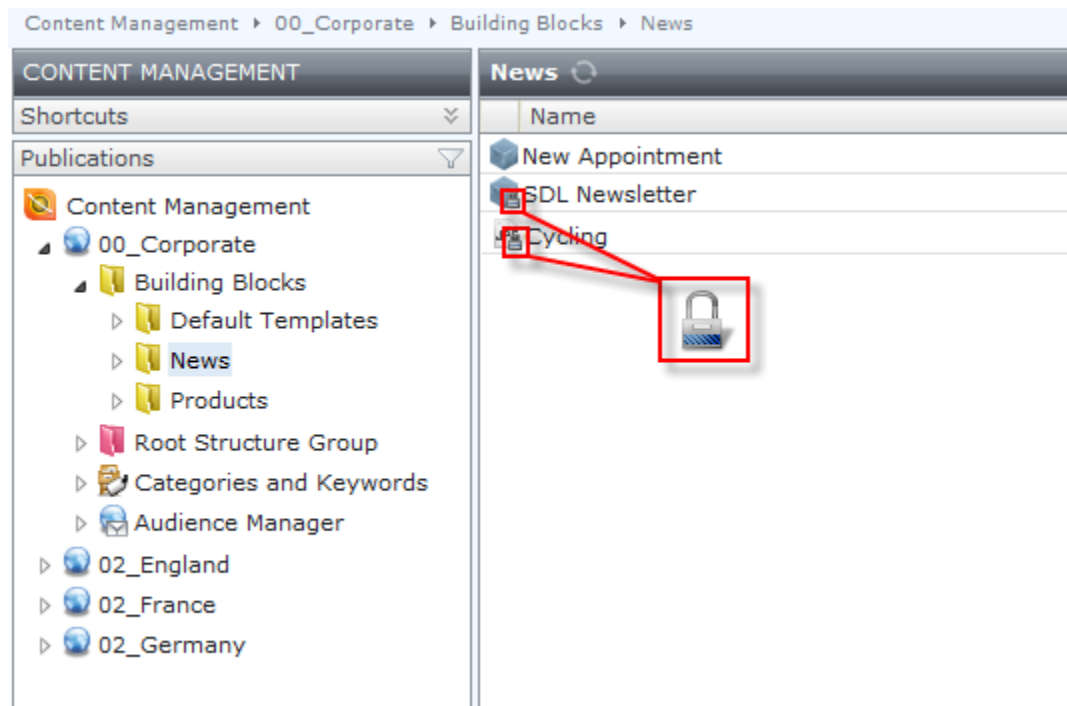 Content Management ▸ 00_Corporate ▸ Building Blocks ▸ News
CONTENT MANAGEMENT
Shortcuts
Publications
Content Management
00_Corporate
Building Blocks
Default Templates
News
Products
Root Structure Group
Categories and Keywords
Audience Manager
02_England
02_France
02_Germany
News
Name
New Appointment
SDL Newsletter
Cycling